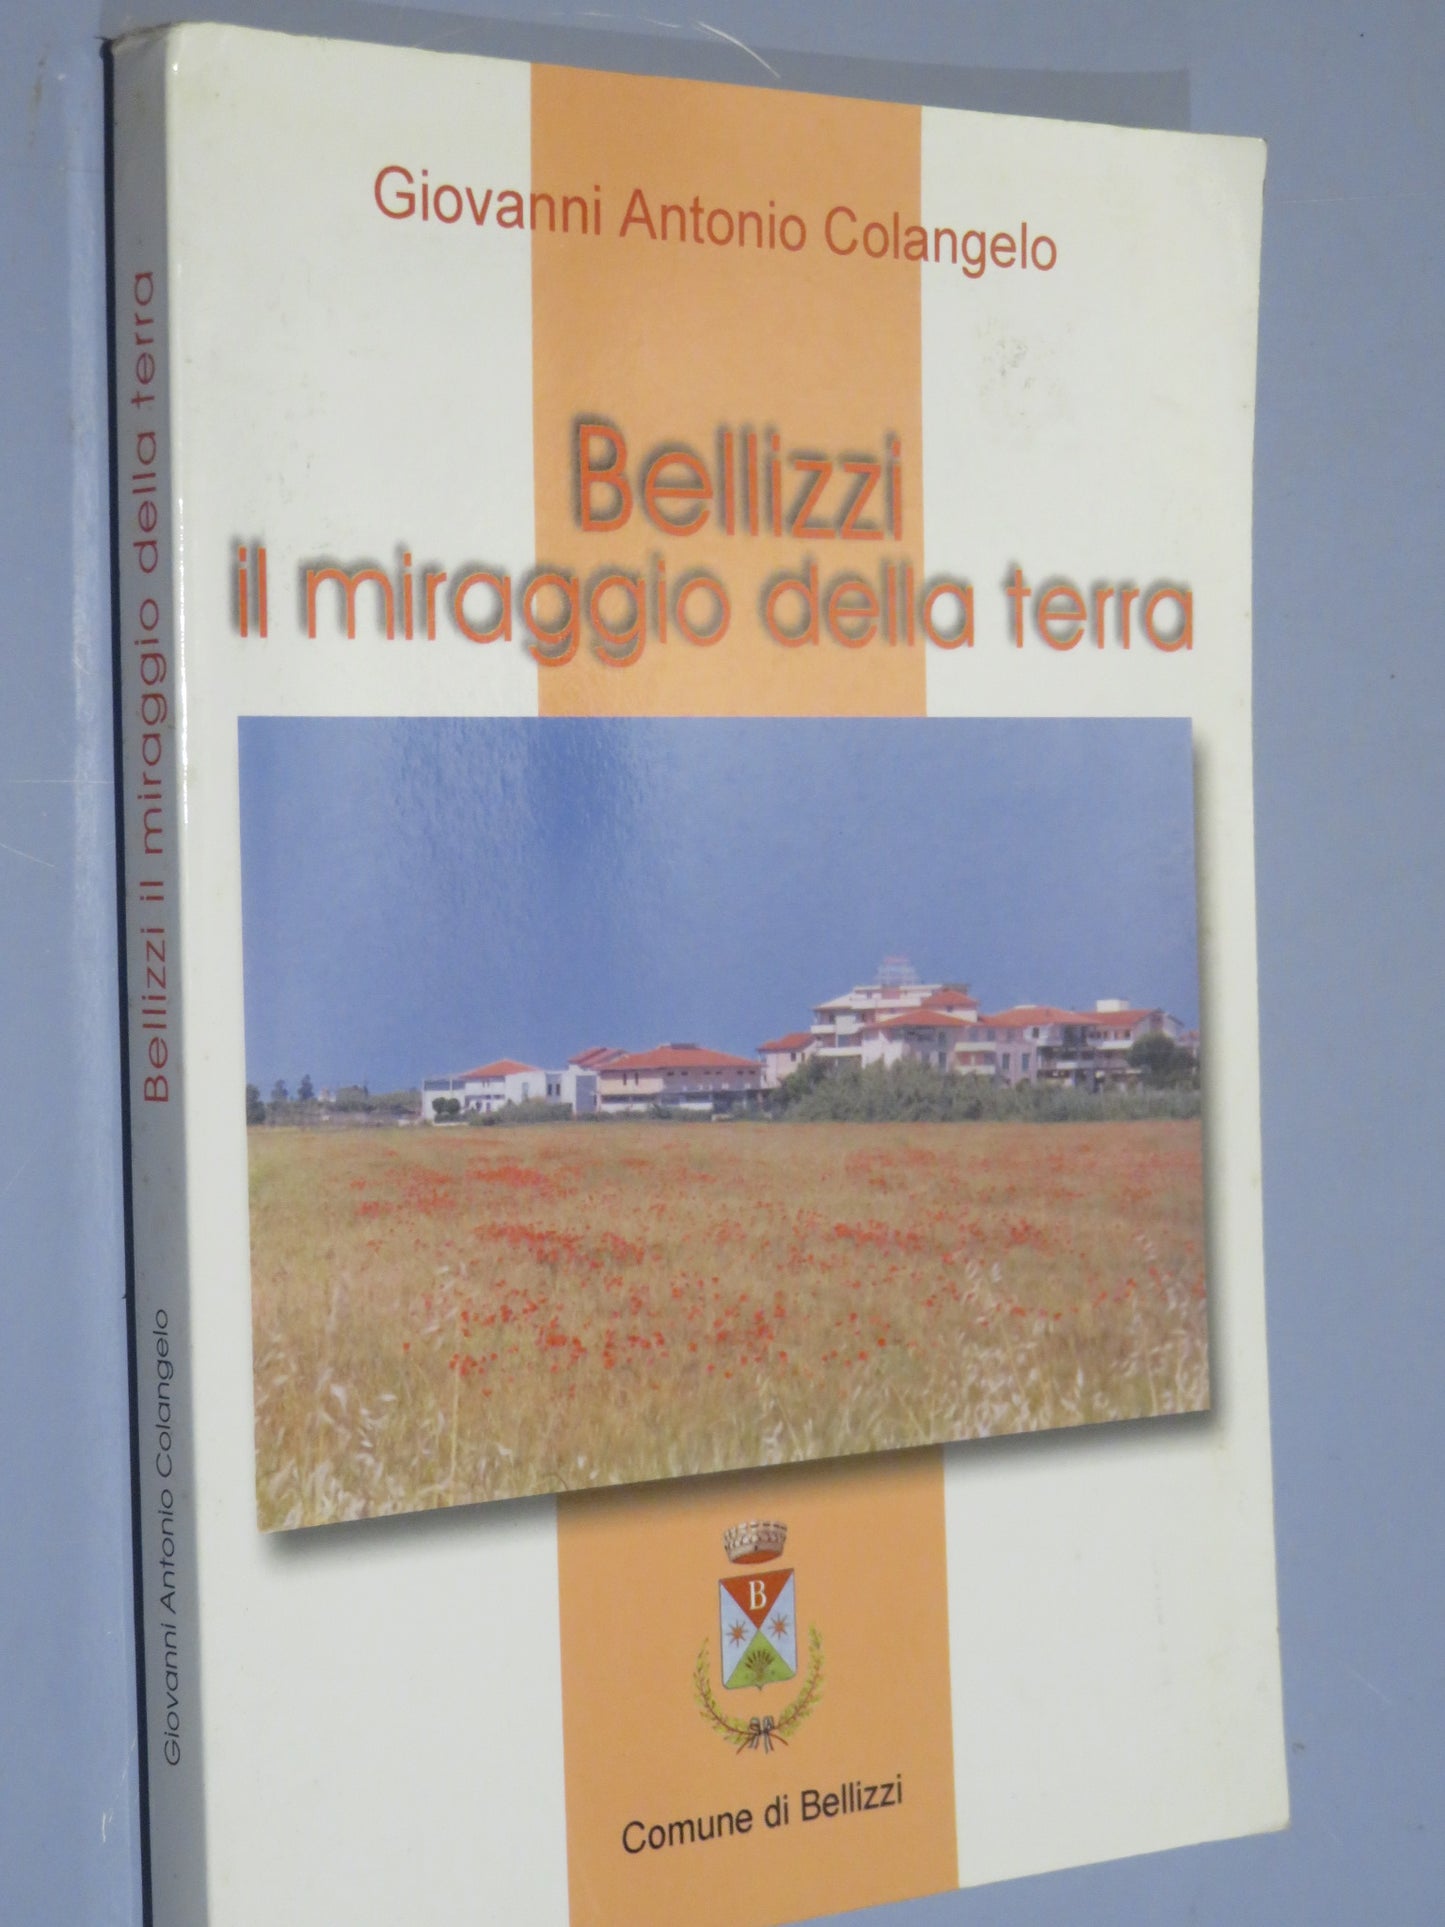 Giovanni Antonio Colangelo
Bellizzi
il miraggio della terra
B
Comune di Bellizzi
Bellizzi il miraggio della terra
Giovanni Antonio Colangelo